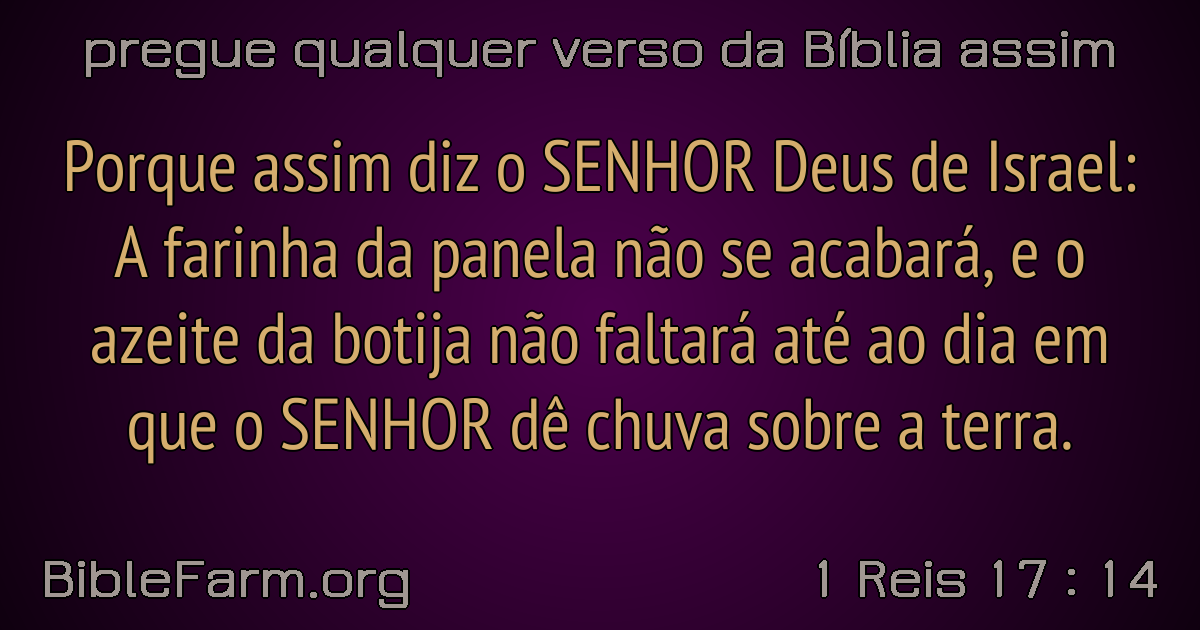 pregue qualquer verso da Bíblia assim
Porque assim diz o SENHOR Deus de Israel:
A farinha da panela não se acabará, e o
azeite da botija não faltará até ao dia em
que o SENHOR dê chuva sobre a terra.
BibleFarm.org
1 Reis 17 : 14